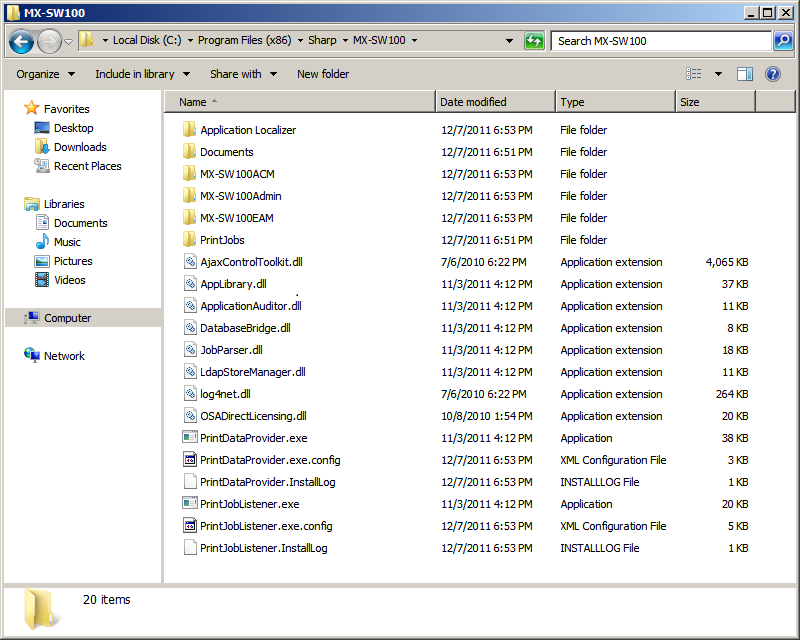 MX-SW100
Local Disk (C:) Program Files (x86) Sharp MX-SW100 Search MX-SW100
Organize Include in library Share with New folder
Favorites
Desktop
Downloads
Recent Places
Libraries
Documents
Music
Pictures
Videos
Computer
Network
Name Date modified Type Size
Application Localizer 12/7/2011 6:53 PM File folder
Documents 12/7/2011 6:51 PM File folder
MX-SW100ACM 12/7/2011 6:53 PM File folder
MX-SW100Admin 12/7/2011 6:53 PM File folder
MX-SW100EAM 12/7/2011 6:53 PM File folder
PrintJobs 12/7/2011 6:51 PM File folder
AjaxControlToolkit.dll 7/6/2010 6:22 PM Application extension 4,065 KB
AppLibrary.dll 11/3/2011 4:12 PM Application extension 37 KB
ApplicationAuditor.dll 11/3/2011 4:12 PM Application extension 11 KB
DatabaseBridge.dll 11/3/2011 4:12 PM Application extension 8 KB
JobParser.dll 11/3/2011 4:12 PM Application extension 18 KB
LdapStoreManager.dll 11/3/2011 4:12 PM Application extension 11 KB
log4net.dll 7/6/2010 6:22 PM Application extension 264 KB
OSADirectLicensing.dll 10/8/2010 1:54 PM Application extension 20 KB
PrintDataProvider.exe 11/3/2011 4:12 PM Application 38 KB
PrintDataProvider.exe.config 12/7/2011 6:53 PM XML Configuration File 3 KB
PrintDataProvider.InstallLog 12/7/2011 6:53 PM INSTALLLOG File 1 KB
PrintJobListener.exe 11/3/2011 4:12 PM Application 20 KB
PrintJobListener.exe.config 12/7/2011 6:53 PM XML Configuration File 5 KB
PrintJobListener.InstallLog 12/7/2011 6:53 PM INSTALLLOG File 1 KB
20 items